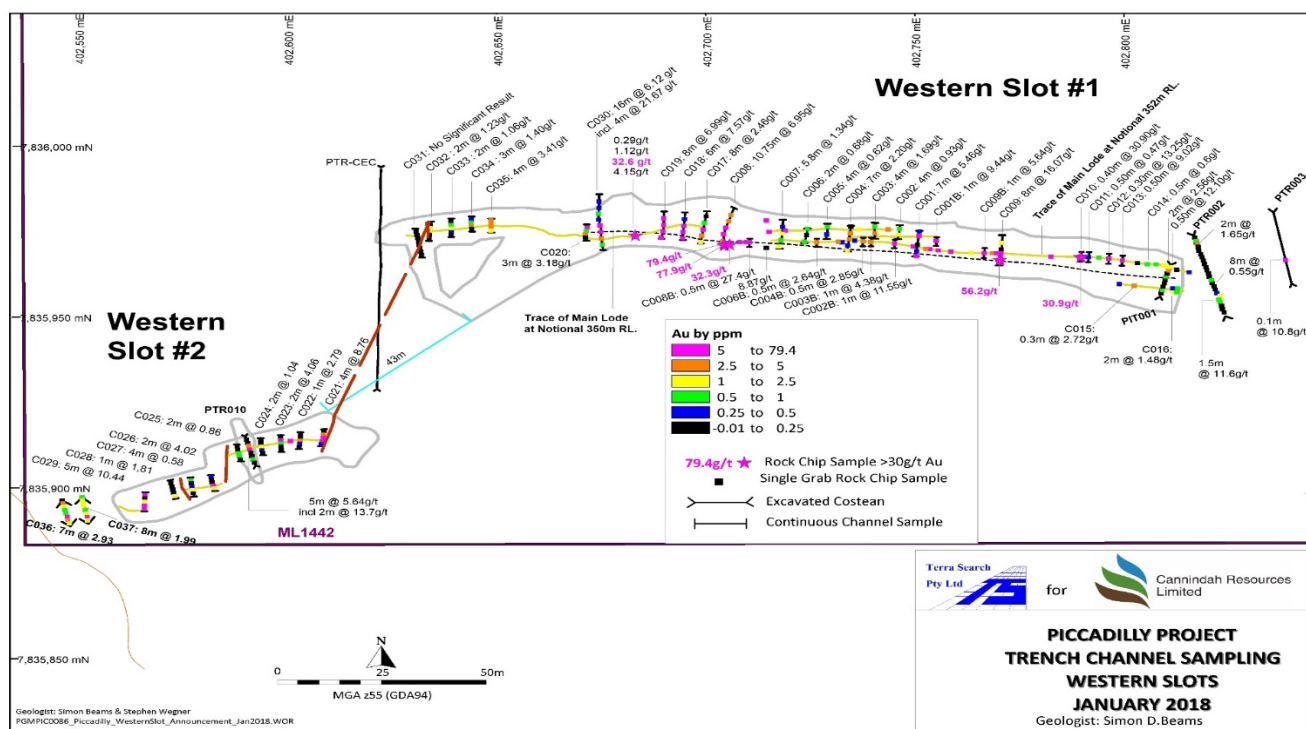 402,550 mE
402,600 mE
402,650 mE
402,700 mE
402,750 mE
402,800 mE
Western Slot #1
7,836,000 mN
PTR-CEC
C031: No Significant Result
C032: 2m @ 1.23g/t
C033: 2m @ 1.06g/t
C034: 3m @ 1.40g/t
C035: 4m @ 3.41g/t
C030: 16m @ 6.12 g/t
incl. 4m @ 21.67 g/t
0.29g/t
1.12g/t
32.6 g/t
4.15g/t
C019: 8m @ 6.99g/t
C018: 6m @ 7.57g/t
C017: 8m @ 2.46g/t
C008: 10.75m @ 6.95g/t
C007: 5.8m @ 1.34g/t
C006: 2m @ 0.68g/t
C005: 4m @ 0.62g/t
C004: 7m @ 2.20g/t
C003: 4m @ 1.69g/t
C002: 4m @ 0.93g/t
C001: 7m @ 5.46g/t
C001B: 1m @ 9.44g/t
C009B: 1m @ 5.64g/t
C009: 8m @ 16.07g/t
Trace of Main Lode at Notional 352m RL.
C010: 0.40m @ 30.90g/t
C011: 0.50m @ 0.47g/t
C012: 0.30m @ 13.25g/t
C013: 0.50m @ 9.02g/t
C014: 0.5m @ 0.6g/t
2m @ 2.56g/t
0.50m @ 12.10g/t
PTR002
PTR003
2m @
1.65g/t
8m @
0.55g/t
0.1m
@ 10.8g/t
1.5m
@ 11.6g/t
C020:
3m @ 3.18g/t
79.4g/t
77.9g/t
32.3g/t
C008B: 0.5m @ 27.4g/t
8.87g/t
C006B: 0.5m @ 2.64g/t
C004B: 0.5m @ 2.85g/t
C003B: 1m @ 4.38g/t
C002B: 1m @ 11.55g/t
56.2g/t
30.9g/t
PIT001
C015:
0.3m @ 2.72g/t
C016:
2m @ 1.48g/t
Trace of Main Lode
at Notional 350m RL.
7,835,950 mN
Western
Slot #2
43m
PTR010
C025: 2m @ 0.86
C024: 2m @ 1.04
C023: 2m @ 4.06
C022: 1m @ 2.79
C021: 4m @ 8.76
C026: 2m @ 4.02
C027: 4m @ 0.58
C028: 1m @ 1.81
C029: 5m @ 10.44
7,835,900 mN
C036: 7m @ 2.93
C037: 8m @ 1.99
5m @ 5.64g/t
incl 2m @ 13.7g/t
ML1442
Au by ppm
5 to 79.4
2.5 to 5
1 to 2.5
0.5 to 1
0.25 to 0.5
-0.01 to 0.25
79.4g/t Rock Chip Sample >30g/t Au
Single Grab Rock Chip Sample
Excavated Costean
Continuous Channel Sample
7,835,850 mN
N
0 25 50m
MGA z55 (GDA94)
Terra Search
Pty Ltd
TS
for
Cannindah Resources
Limited
PICCADILLY PROJECT
TRENCH CHANNEL SAMPLING
WESTERN SLOTS
JANUARY 2018
Geologist: Simon D.Beams
Geologist: Simon Beams & Stephen Wegner
PGMPIC0086_Piccadilly_WesternSlot_Announcement_Jan2018.WOR